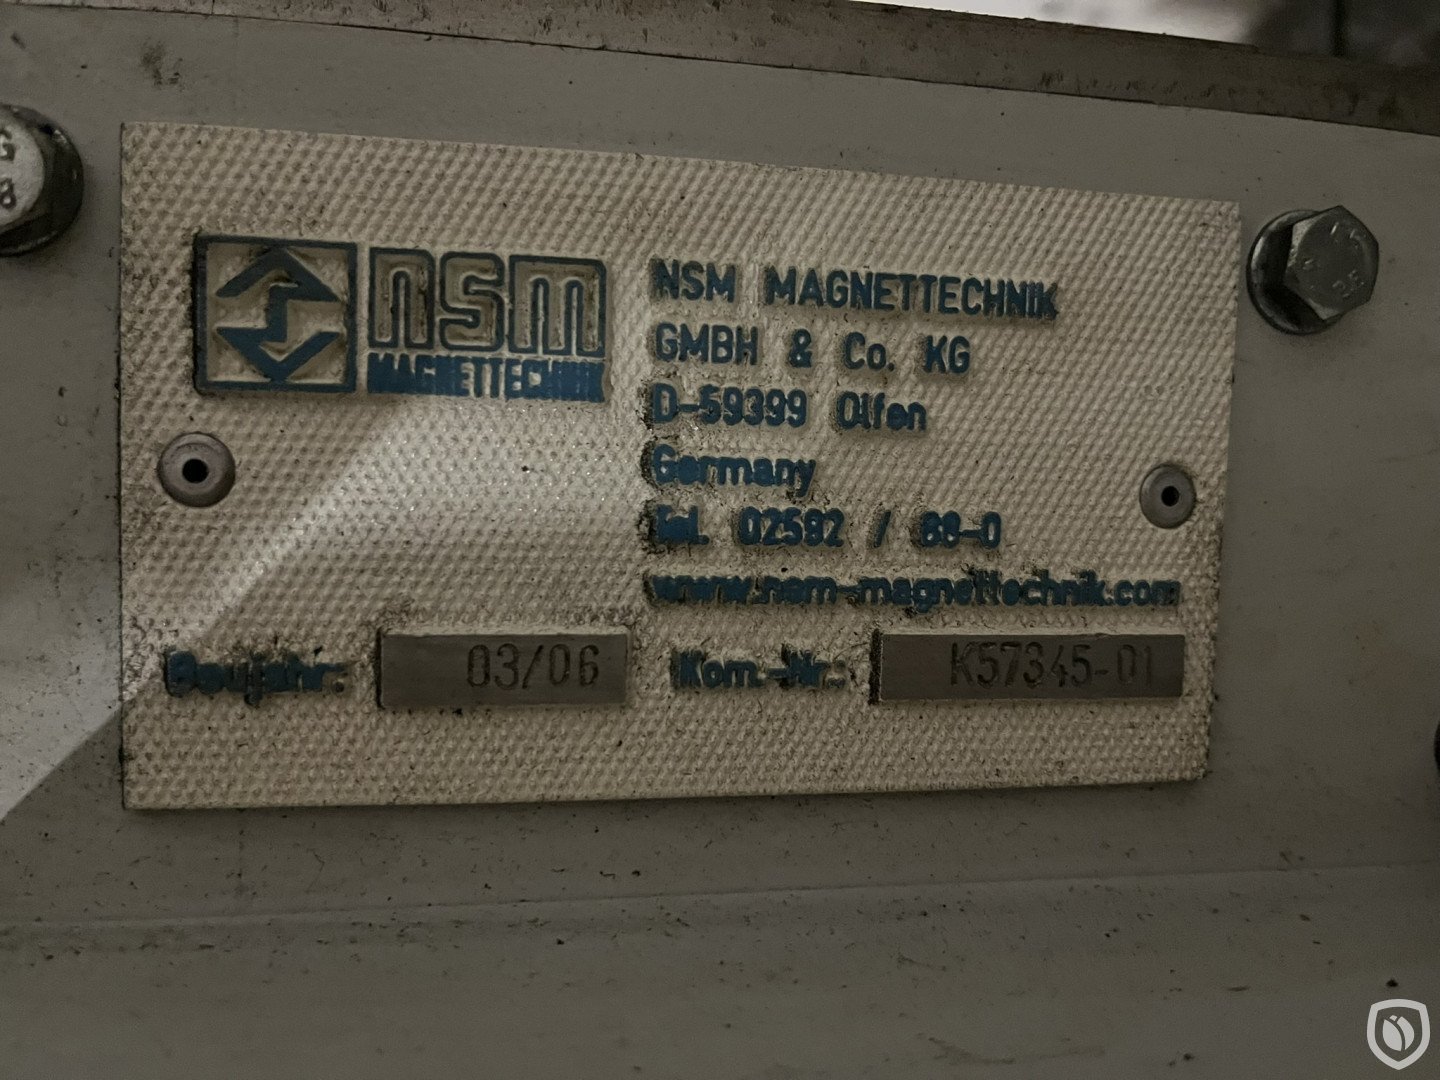 nsm
MAGNETTECHNIK
NSM MAGNETTECHNIK
GMBH & Co. KG
D-59399 Olfen
Germany
Tel. 02592 / 88-0
www.nsm-magnettechnik.com
Baujahr: 03/06
Kom.-Nr.: K57345-01